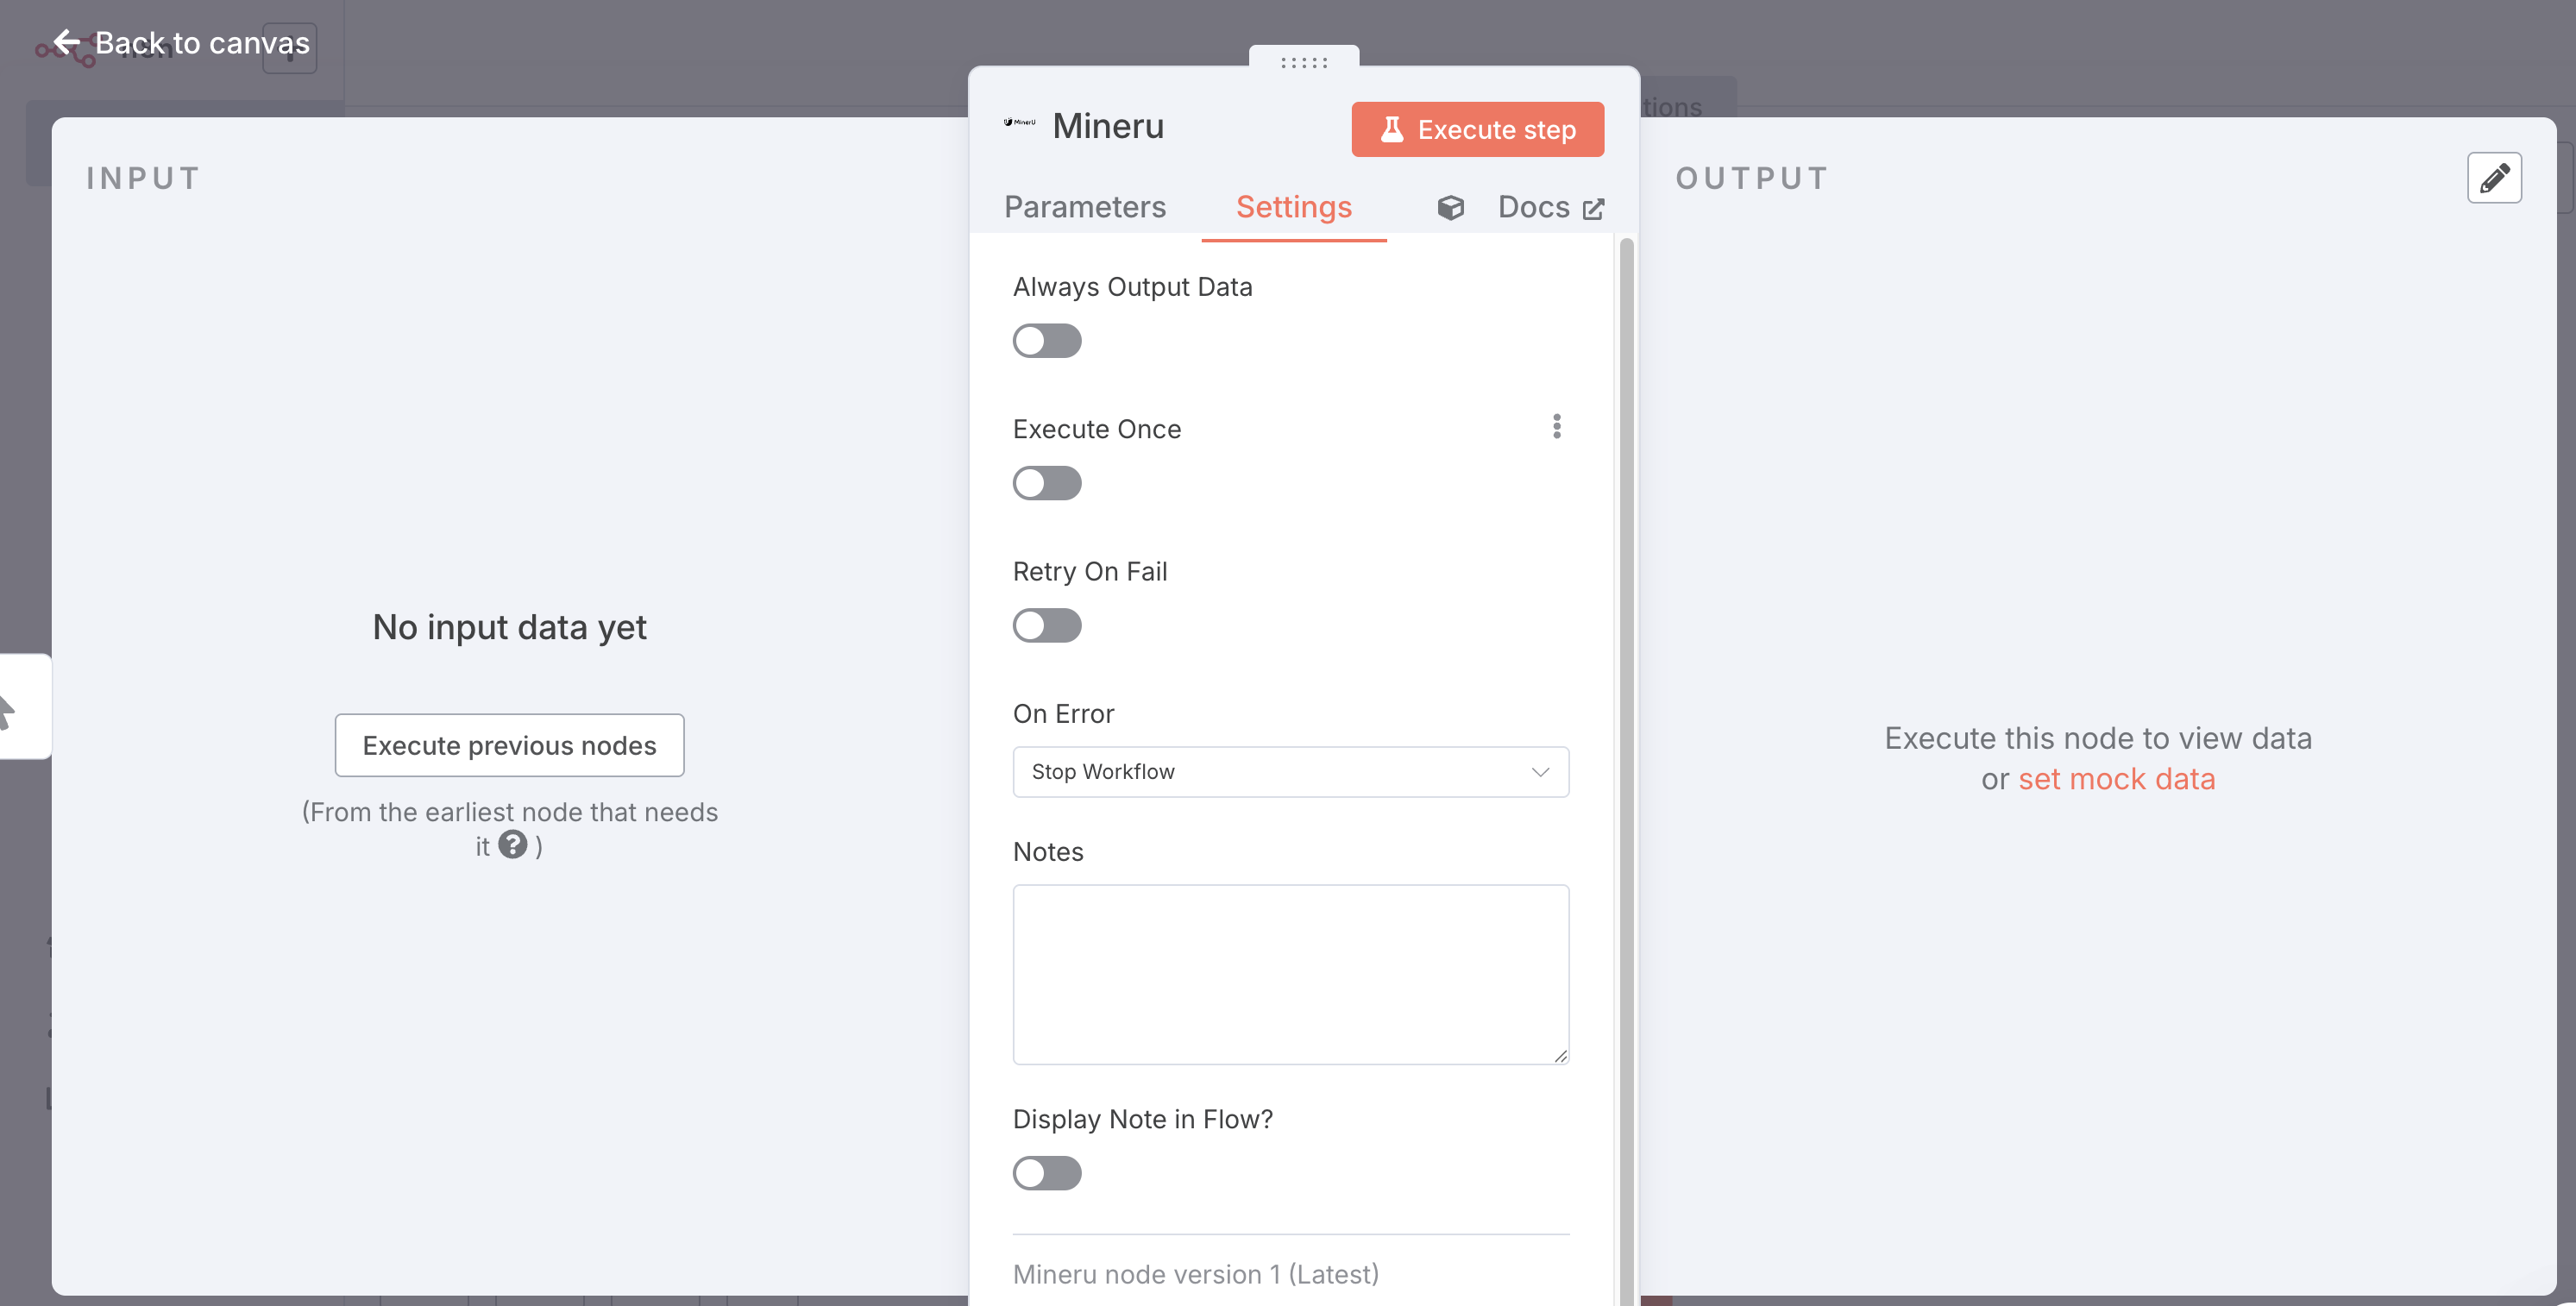 Back to canvas
tions
INPUT
MinerU
Mineru
Execute step
OUTPUT
Parameters
Settings
Docs
Always Output Data
Execute Once
Retry On Fail
On Error
Stop Workflow
Notes
Display Note in Flow?
Mineru node version 1 (Latest)
No input data yet
Execute previous nodes
(From the earliest node that needs
it ? )
Execute this node to view data
or set mock data